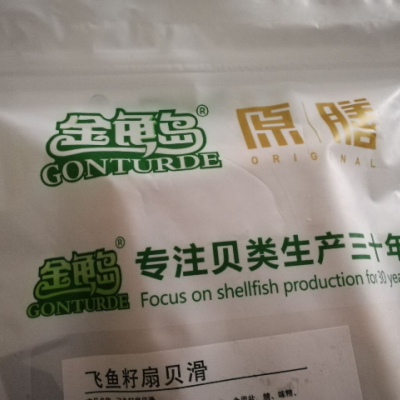 金龟岛® 原膳
GONTURDE ORIGINAL
金龟岛® 专注贝类生产三十年
GONTURDE Focus on shellfish production for 30 yea
飞鱼籽扇贝滑